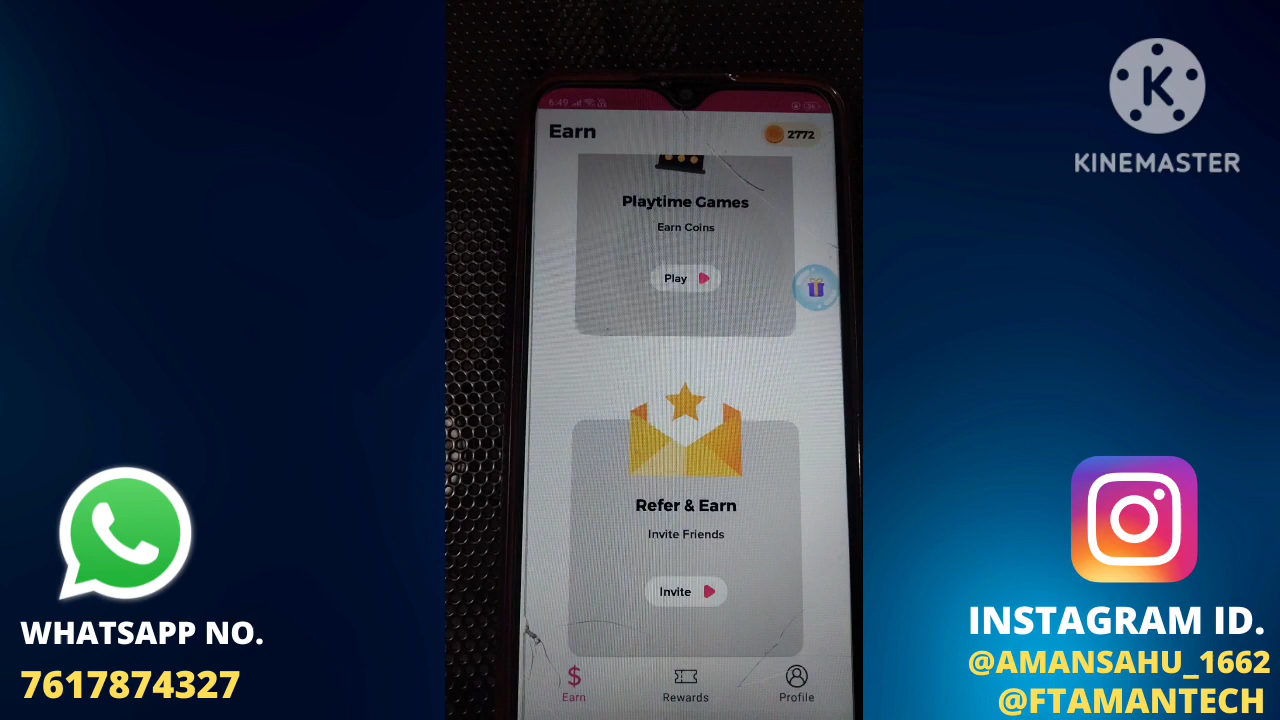 6:49
Earn
2772
Playtime Games
Earn Coins
Play
Refer & Earn
Invite Friends
Invite
Earn
Rewards
Profile
WHATSAPP NO.
7617874327
K
KINEMASTER
INSTAGRAM ID.
@AMANSAHU_1662
@FTAMANTECH